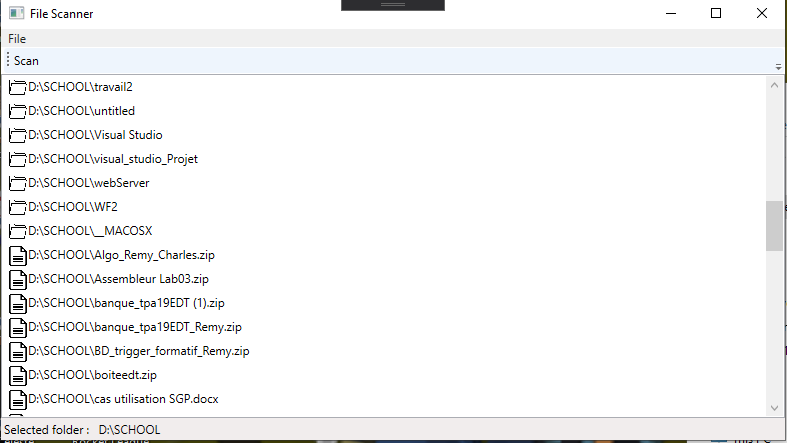 File Scanner
File
Scan
D:\SCHOOL\travail2
D:\SCHOOL\untitled
D:\SCHOOL\Visual Studio
D:\SCHOOL\visual_studio_Projet
D:\SCHOOL\webServer
D:\SCHOOL\WF2
D:\SCHOOL\__MACOSX
D:\SCHOOL\Algo_Remy_Charles.zip
D:\SCHOOL\Assembleur Lab03.zip
D:\SCHOOL\banque_tpa19EDT (1).zip
D:\SCHOOL\banque_tpa19EDT_Remy.zip
D:\SCHOOL\BD_trigger_formatif_Remy.zip
D:\SCHOOL\boiteedt.zip
D:\SCHOOL\cas utilisation SGP.docx
Selected folder : D:\SCHOOL